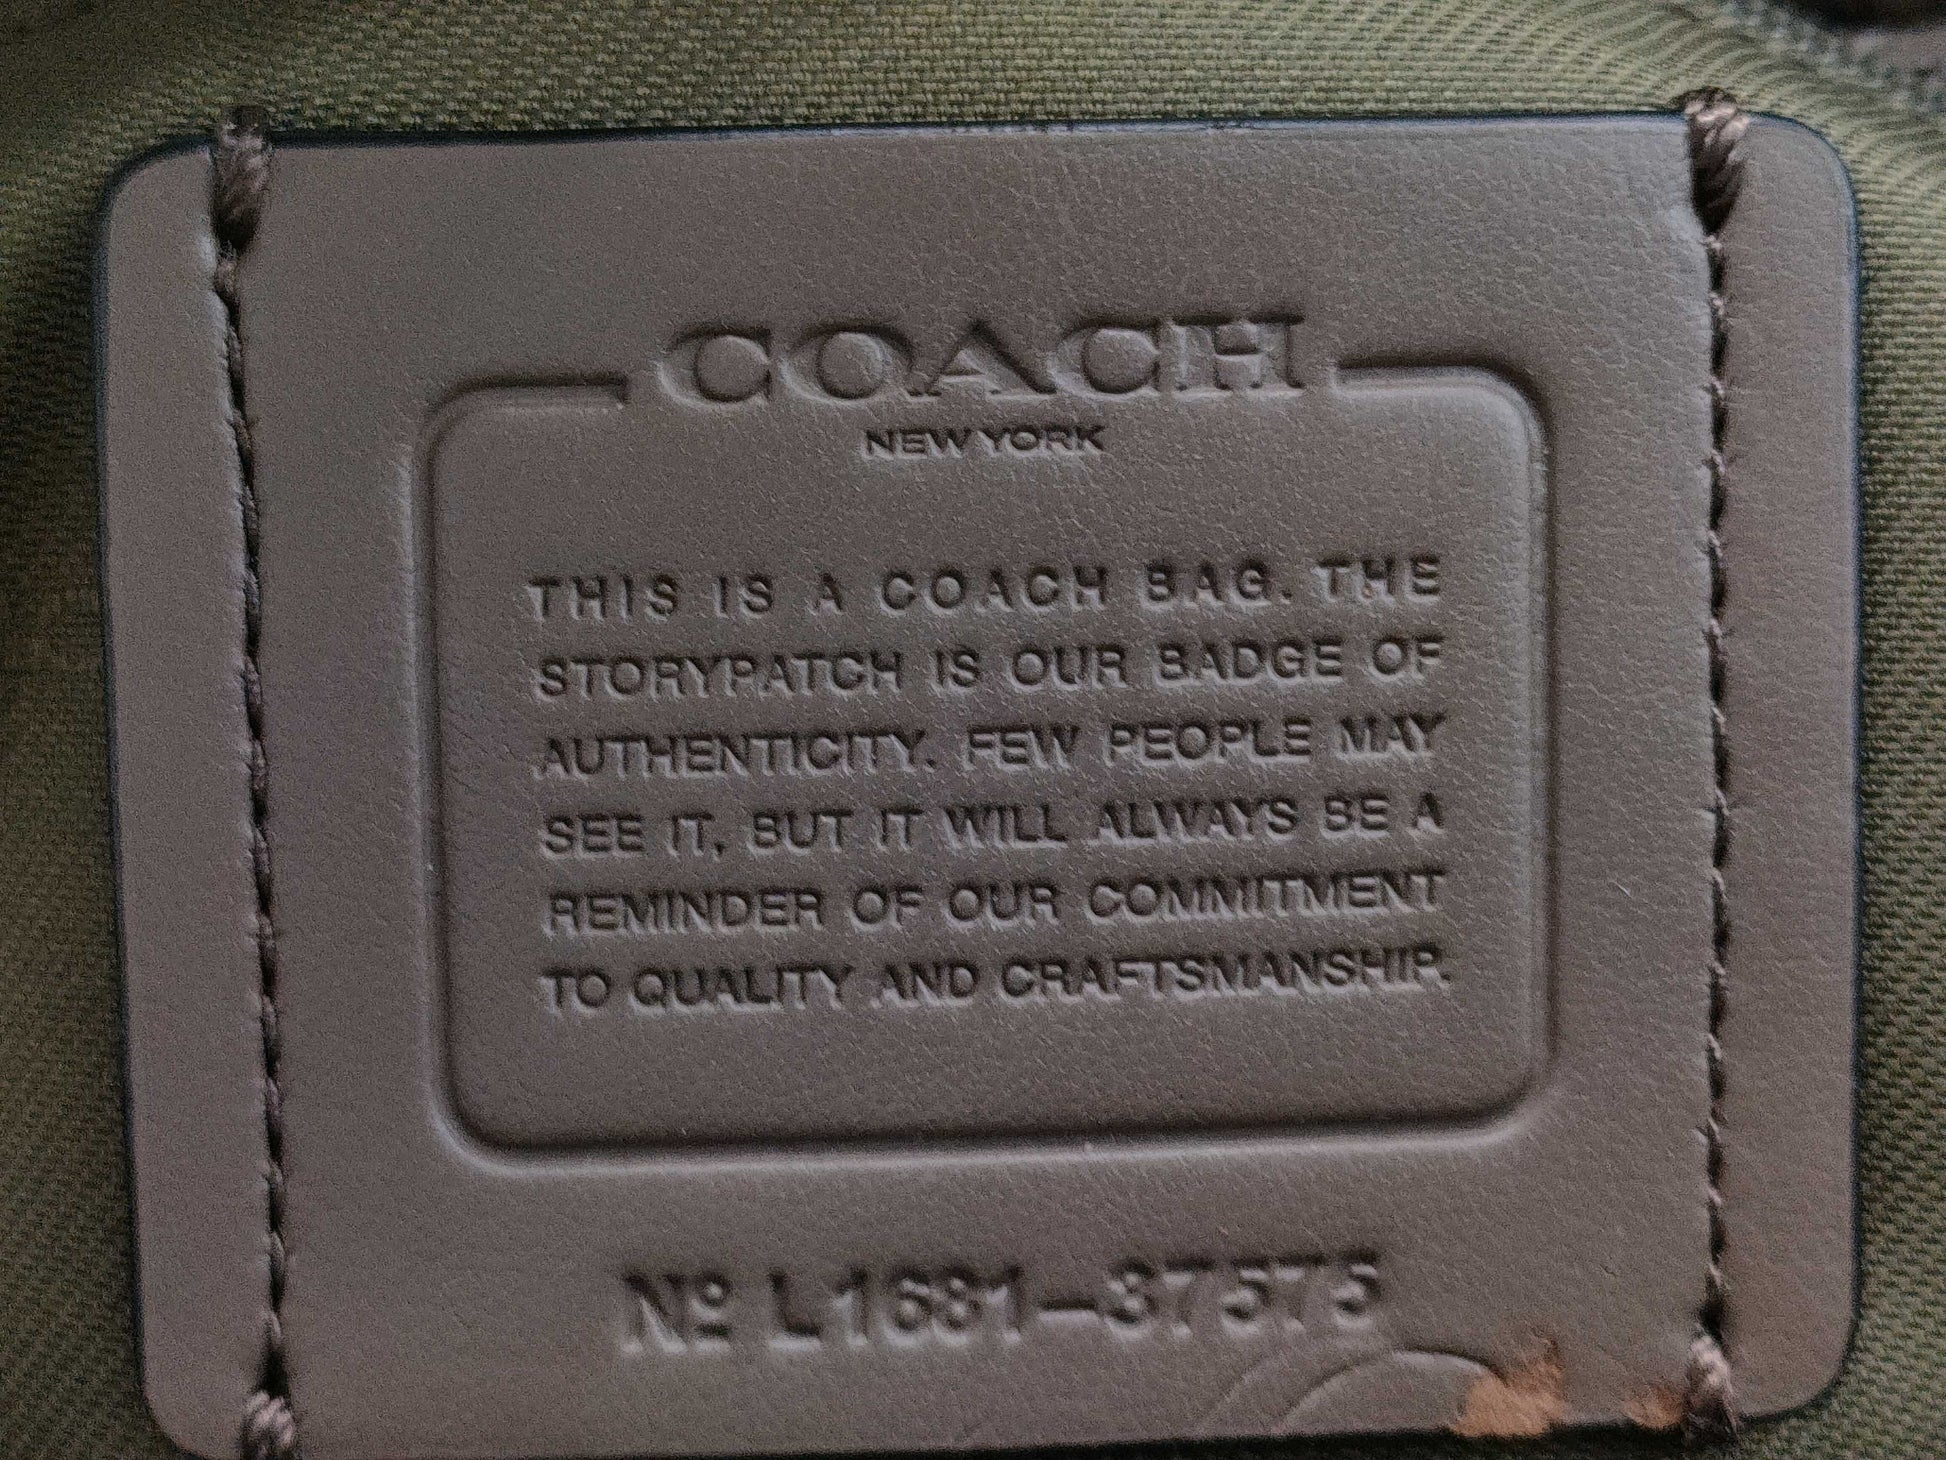 COACH
NEW YORK
THIS IS A COACH BAG. THE
STORYPATCH IS OUR BADGE OF
AUTHENTICITY. FEW PEOPLE MAY
SEE IT, BUT IT WILL ALWAYS BE A
REMINDER OF OUR COMMITMENT
TO QUALITY AND CRAFTSMANSHIP.
Nº L1681-37575